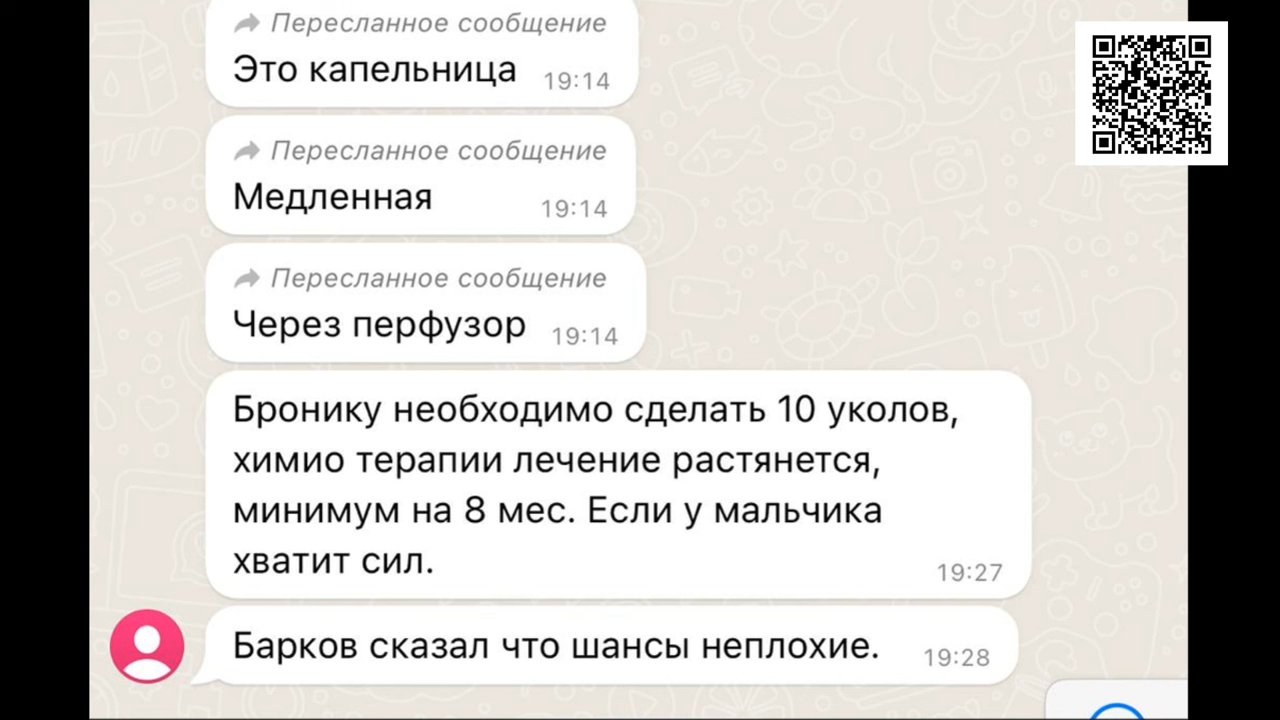 Пересланное сообщение
Это капельница 19:14
Пересланное сообщение
Медленная 19:14
Пересланное сообщение
Через перфузор 19:14
Бронику необходимо сделать 10 уколов,
химио терапии лечение растянется,
минимум на 8 мес. Если у мальчика
хватит сил. 19:27
Барков сказал что шансы неплохие. 19:28